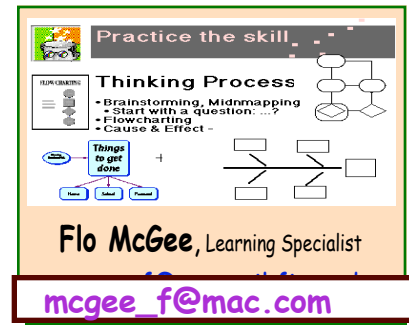 Practice the skill
FLOWCHARTING
Thinking Process
•Brainstorming, Midnmapping
•Start with a question: ...?
•Flowcharting
•Cause & Effect -
Things
to get
done
Home
School
Personal
Flo McGee, Learning Specialist
mcgee_f@mac.com